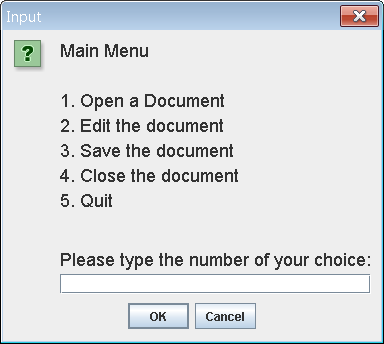 Input
?
Main Menu
1. Open a Document
2. Edit the document
3. Save the document
4. Close the document
5. Quit
Please type the number of your choice:
OK Cancel